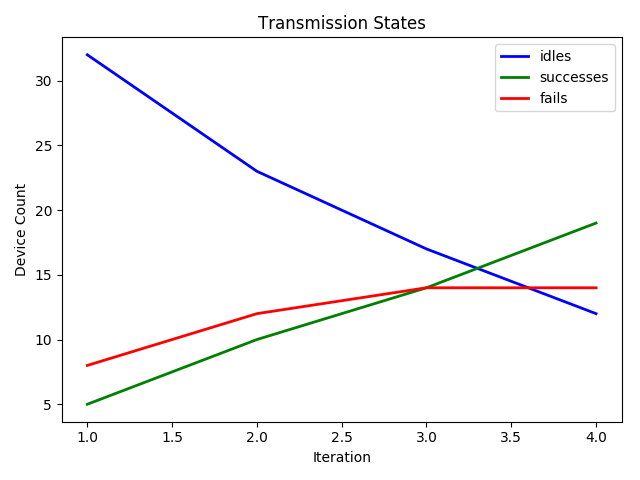 Transmission States
idles
successes
fails
Device Count
30
25
20
15
10
5
1.0 1.5 2.0 2.5 3.0 3.5 4.0
Iteration